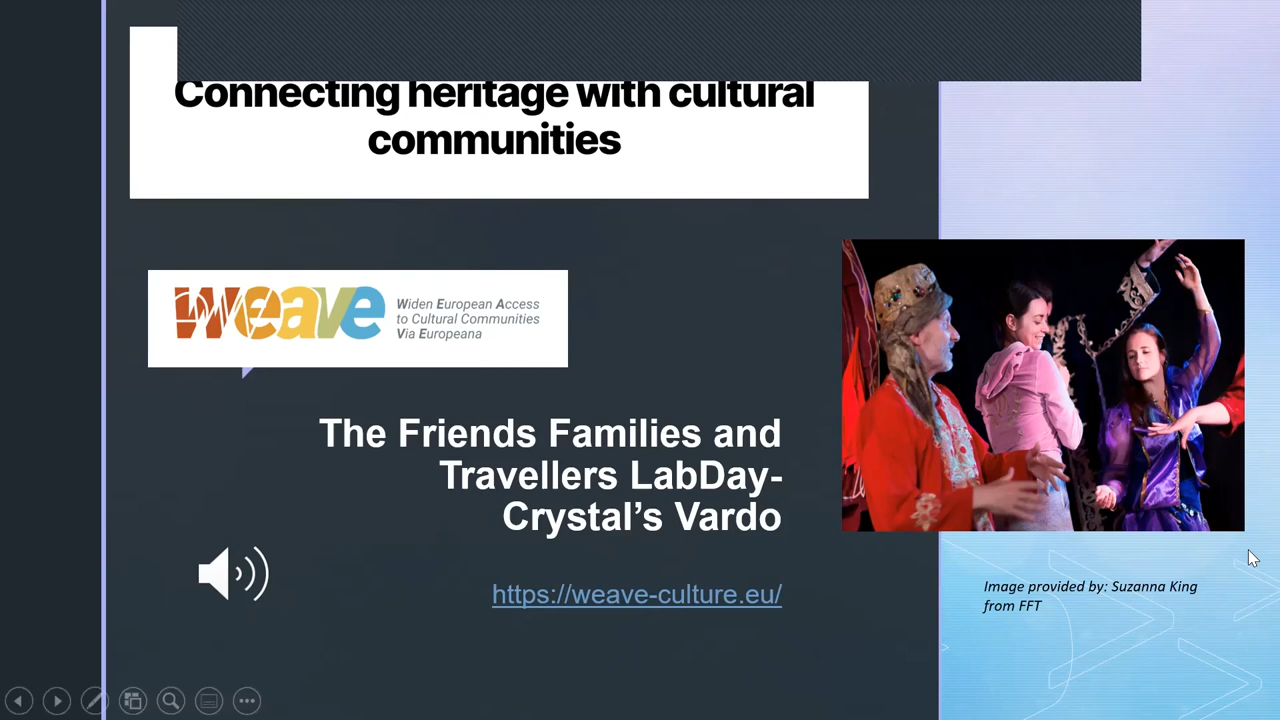 Connecting heritage with cultural
communities
weave
Widen European Access
to Cultural Communities
Via Europeana
The Friends Families and
Travellers LabDay-
Crystal’s Vardo
https://weave-culture.eu/
Image provided by: Suzanna King
from FFT